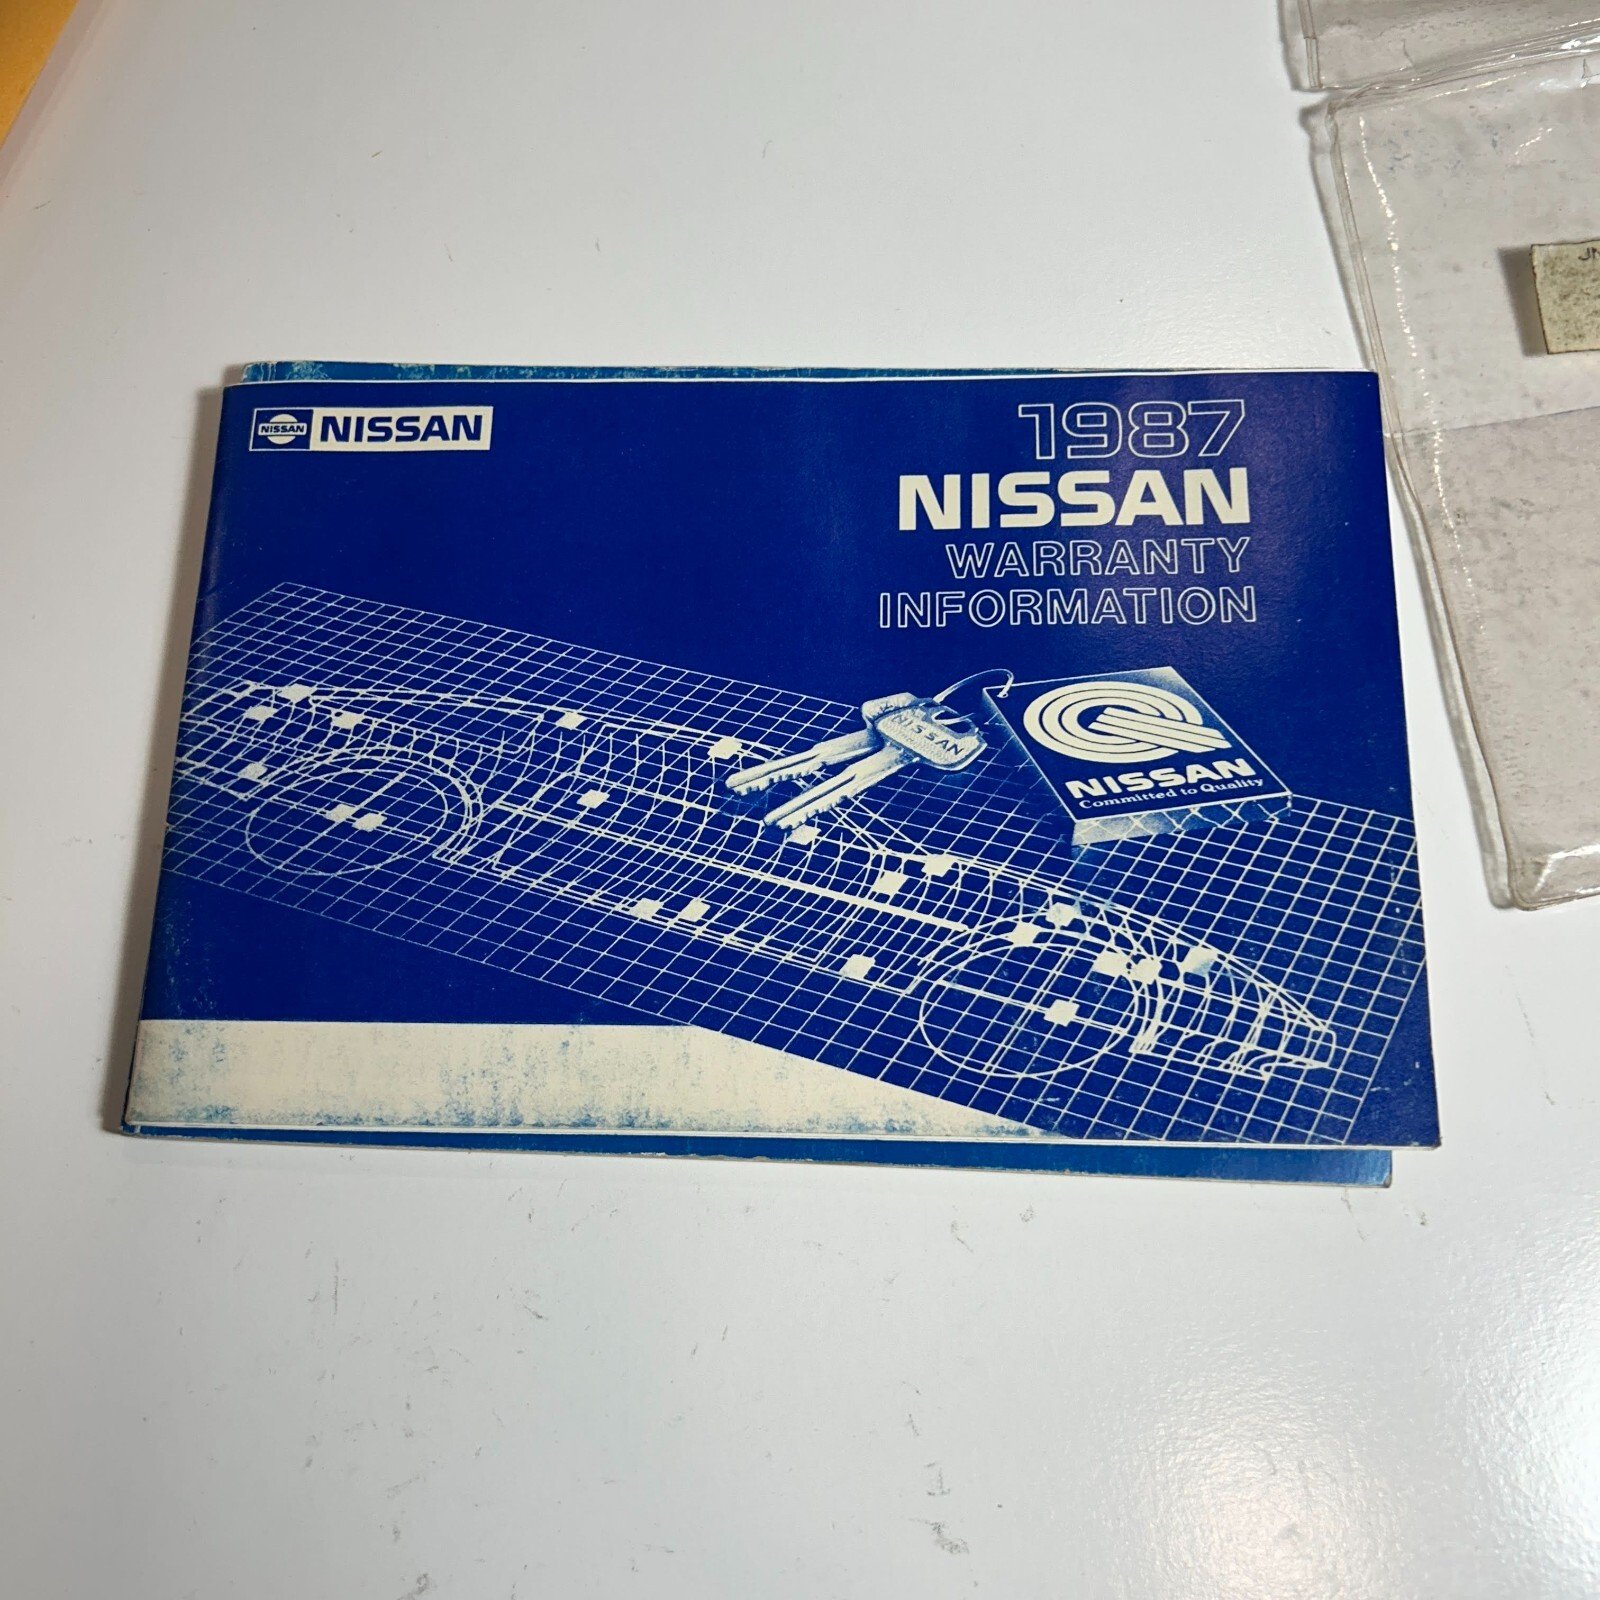 NISSAN NISSAN
1987
NISSAN
WARRANTY
INFORMATION
NISSAN
NISSAN
Committed to Quality